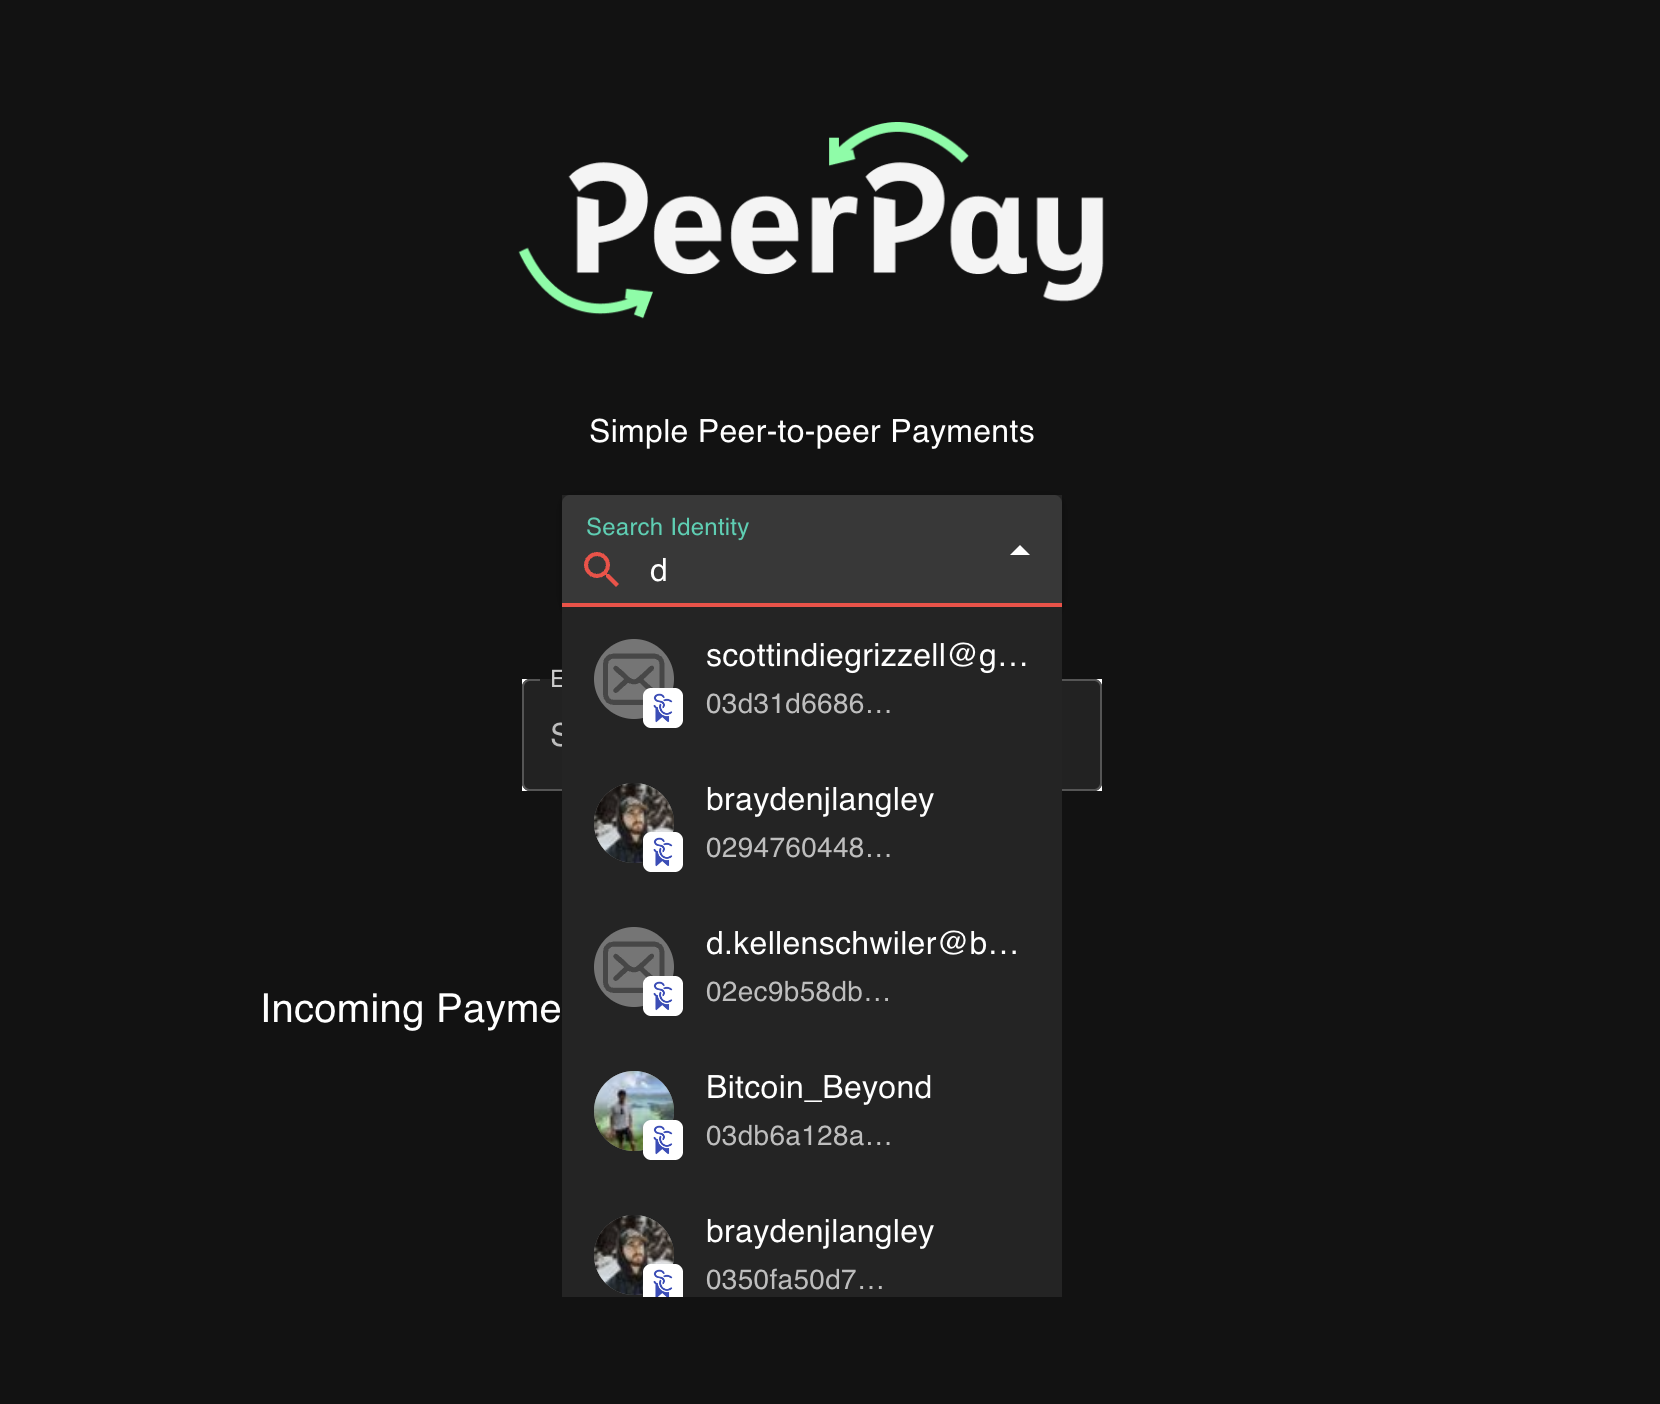 PeerPay
Simple Peer-to-peer Payments
Search Identity
d
scottindiegrizzell@g…
03d31d6686…
braydenjlangley
0294760448…
d.kellenschwiler@b…
02ec9b58db…
Incoming Payme
Bitcoin_Beyond
03db6a128a…
braydenjlangley
0350fa50d7…